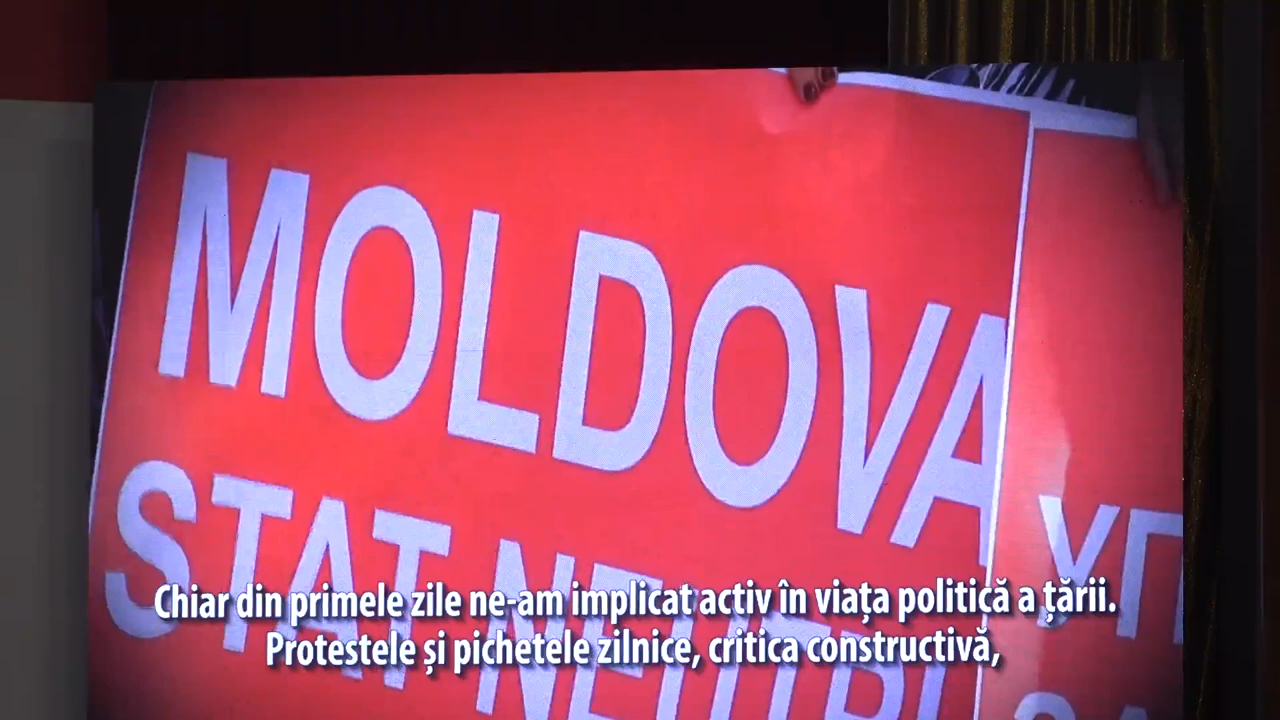 MOLDOVA
STAT
Chiar din primele zile ne-am implicat activ în viața politică a țării.
Protestele și pichetele zilnice, critica constructivă,